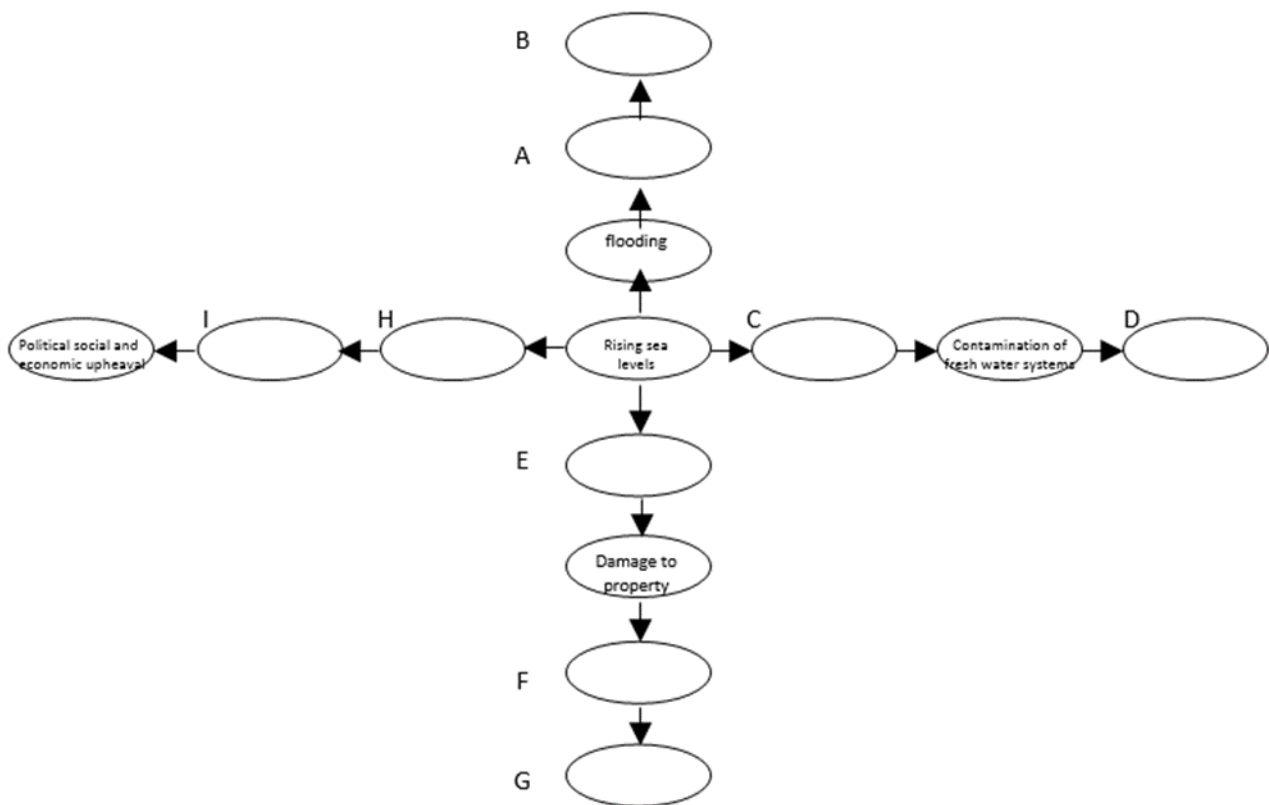 B
A
flooding
I
H
C
D
Political social and
economic upheaval
Rising sea
levels
Contamination of
fresh water systems
E
Damage to
property
F
G